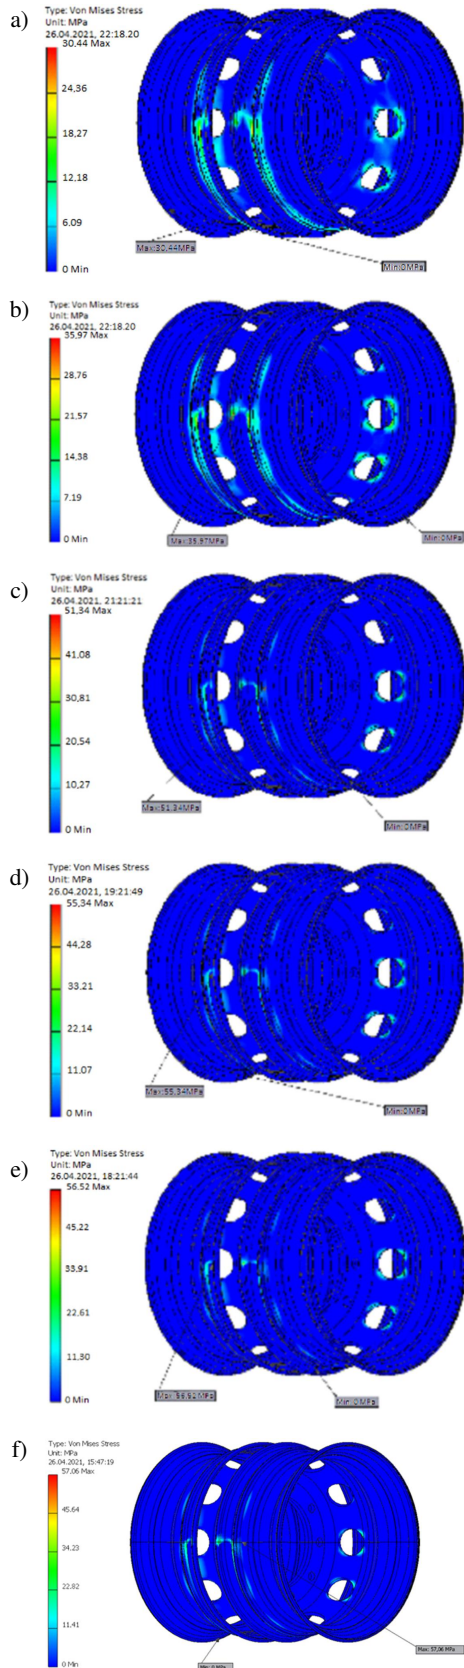 a)
Type: Von Mises Stress
Unit: MPa
26.04.2021, 22:18.20
30.44 Max
24,36
18,27
12,18
6.09
0 Min
Max:30.44MPa
Min:0MPa
b)
Type: Von Mises Stress
Unit: MPa
26.04.2021, 22:18.20
35,97 Max
28,76
21,57
14,38
7.19
0 Min
Max:35.97MPa
Min:0MPa
c)
Type: Von Mises Stress
Unit: MPa
26.04.2021, 21:21:21
51,34 Max
41,08
30,81
20,54
10,27
0 Min
Max:51.34MPa
Min:0MPa
d)
Type: Von Mises Stress
Unit: MPa
26.04.2021, 19:21:49
55,34 Max
44,28
33,21
22,14
11,07
0 Min
Max:55.34MPa
Min:0MPa
e)
Type: Von Mises Stress
Unit: MPa
26.04.2021, 18:21:44
56.52 Max
45,22
33,91
22,61
11,30
0 Min
Max: 56.52MPa
Min:0MPa
f)
Type: Von Mises Stress
Unit: MPa
26.04.2021, 15:47:19
57,06 Max
45,64
34,23
22,82
11,41
0 Min
Max: 57,06 MPa